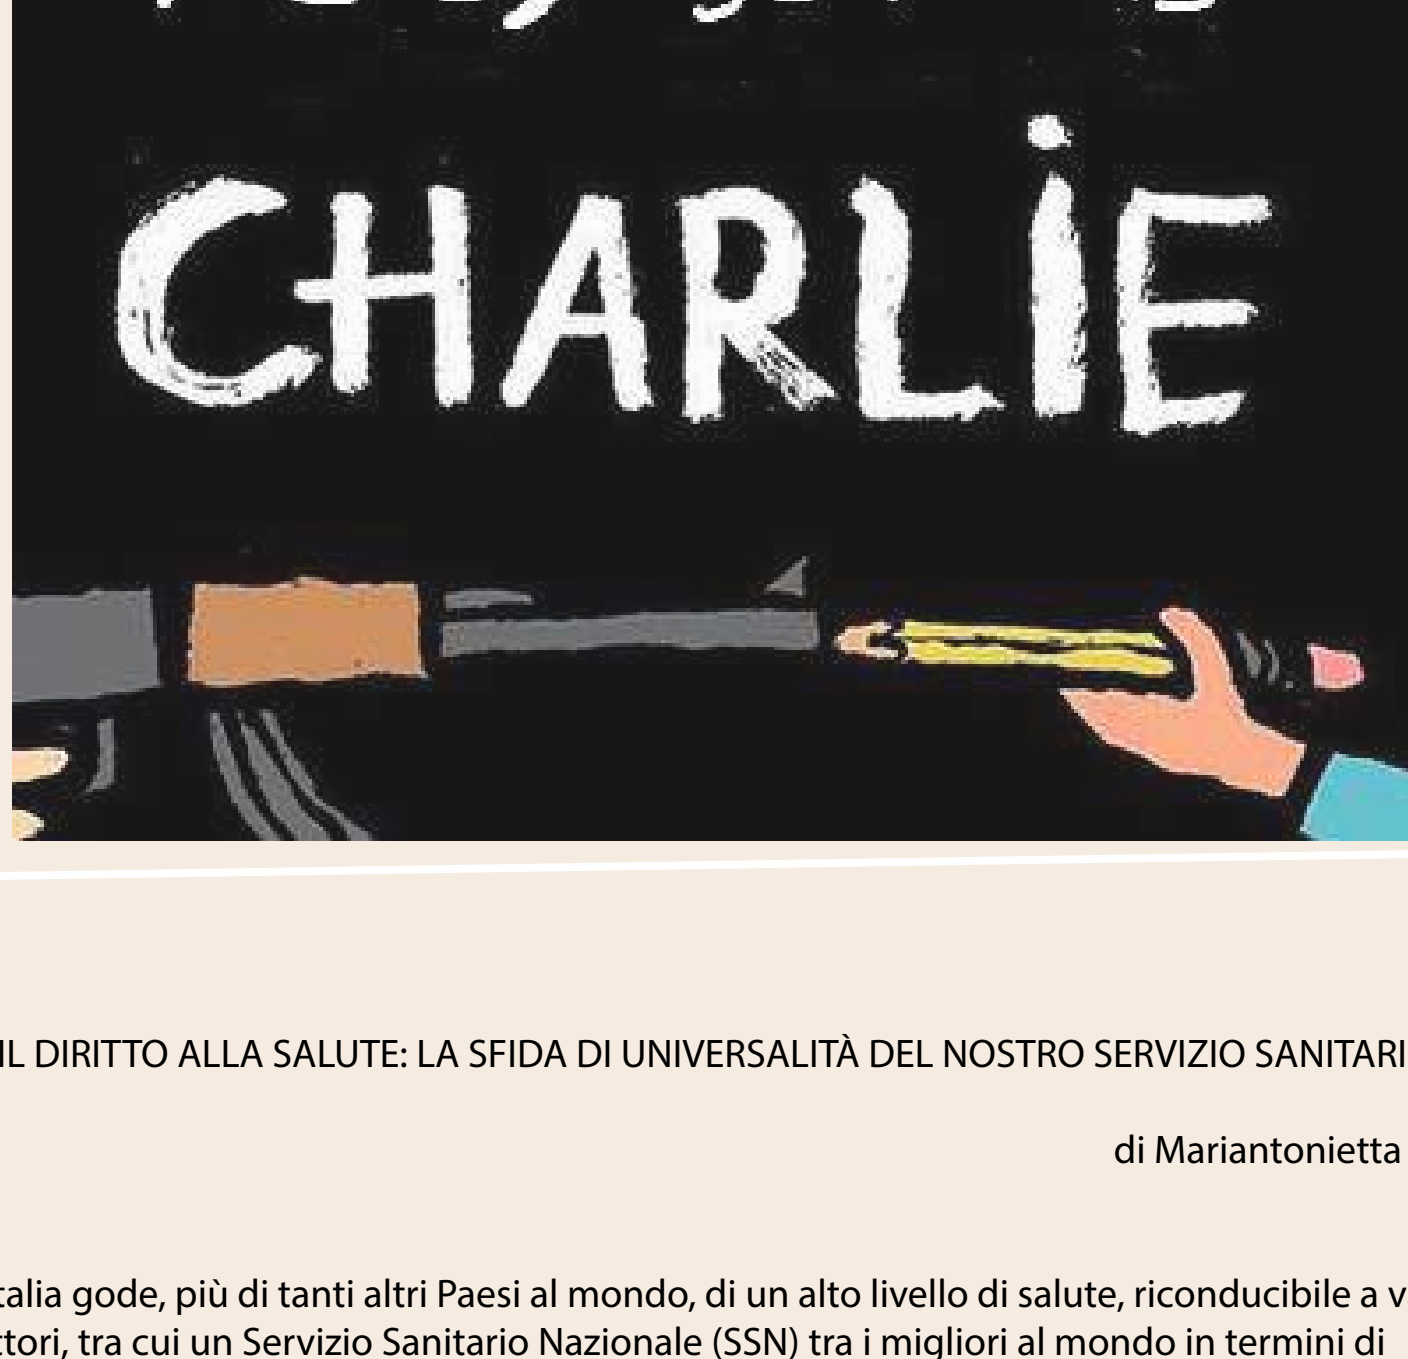 CHARLiE
IL DIRITTO ALLA SALUTE: LA SFIDA DI UNIVERSALITÀ DEL NOSTRO SERVIZIO SANITARI
di Mariantonietta
talia gode, più di tanti altri Paesi al mondo, di un alto livello di salute, riconducibile a v
ttori, tra cui un Servizio Sanitario Nazionale (SSN) tra i migliori al mondo in termini di